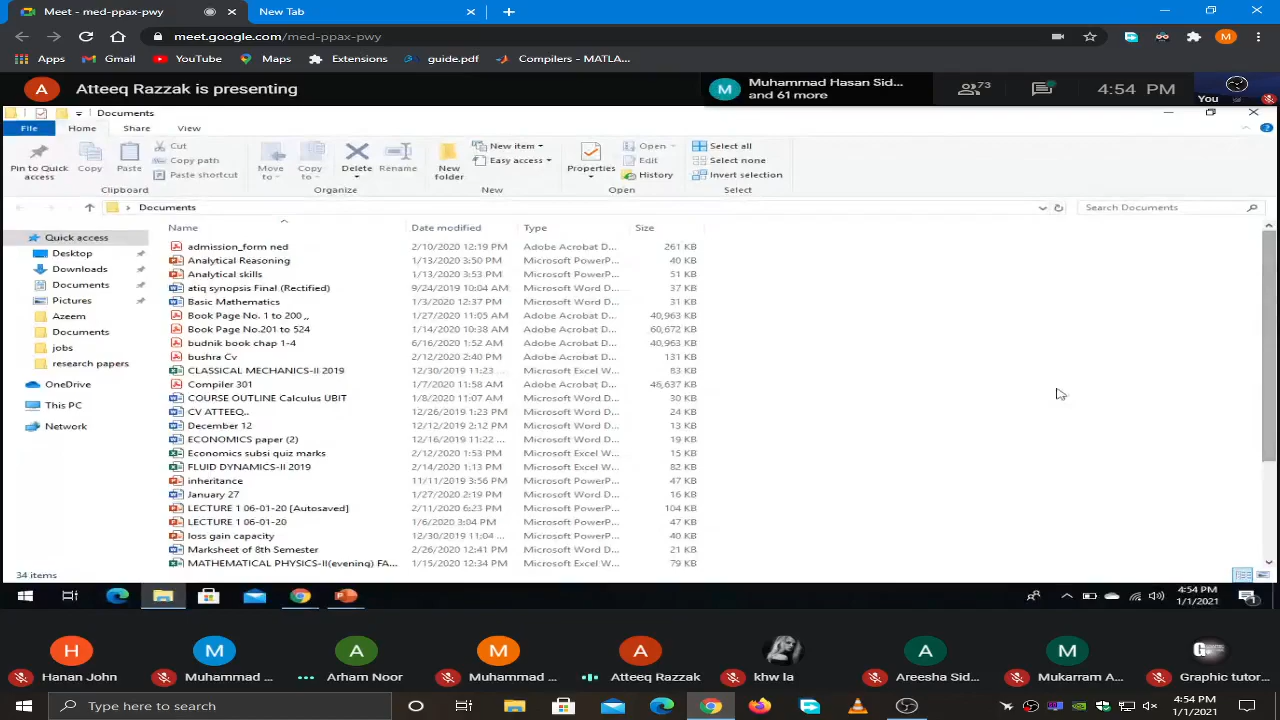 Meet - med-ppax-pwy
New Tab
meet.google.com/med-ppax-pwy
Apps
Gmail
YouTube
Maps
Extensions
guide.pdf
Compilers - MATLA...
A
Atteeq Razzak is presenting
M
Muhammad Hasan Sid...
and 61 more
73
4:54 PM
You
Documents
File
Home
Share
View
Pin to Quick access
Copy
Paste
Cut
Copy path
Paste shortcut
Move to
Copy to
Delete
Rename
New folder
New item
Easy access
Properties
Open
Edit
History
Select all
Select none
Invert selection
Clipboard
Organize
New
Open
Select
Documents
Search Documents
Name Date modified Type Size
Quick access
Desktop
Downloads
Documents
Pictures
Azeem
Documents
jobs
research papers
OneDrive
This PC
Network
admission_form ned 2/10/2020 12:19 PM Adobe Acrobat D... 261 KB
Analytical Reasoning 1/13/2020 3:50 PM Microsoft PowerP... 40 KB
Analytical skills 1/13/2020 3:53 PM Microsoft PowerP... 51 KB
atiq synopsis Final (Rectified) 9/24/2019 10:04 AM Microsoft Word D... 37 KB
Basic Mathematics 1/3/2020 12:37 PM Microsoft Word D... 31 KB
Book Page No. 1 to 200 ,, 1/27/2020 11:05 AM Adobe Acrobat D... 40,963 KB
Book Page No.201 to 524 1/14/2020 10:38 AM Adobe Acrobat D... 60,672 KB
budnik book chap 1-4 6/16/2020 1:52 AM Adobe Acrobat D... 40,963 KB
bushra Cv 2/12/2020 2:40 PM Adobe Acrobat D... 131 KB
CLASSICAL MECHANICS-II 2019 12/30/2019 11:23 Microsoft Excel W... 83 KB
Compiler 301 1/7/2020 11:58 AM Adobe Acrobat D... 46,637 KB
COURSE OUTLINE Calculus UBIT 1/8/2020 11:07 AM Microsoft Word D... 30 KB
CV ATTEEQ.. 12/26/2019 1:23 PM Microsoft Word D... 24 KB
December 12 12/12/2019 2:12 PM Microsoft Word D... 13 KB
ECONOMICS paper (2) 12/16/2019 11:22 ... Microsoft Word D... 19 KB
Economics subsi quiz marks 2/12/2020 1:53 PM Microsoft Excel W... 15 KB
FLUID DYNAMICS-II 2019 2/14/2020 1:13 PM Microsoft Excel W... 82 KB
inheritance 11/11/2019 3:56 PM Microsoft PowerP... 47 KB
January 27 1/27/2020 2:19 PM Microsoft Word D... 16 KB
LECTURE 1 06-01-20 [Autosaved] 2/11/2020 6:23 PM Microsoft PowerP... 104 KB
LECTURE 1 06-01-20 1/6/2020 3:04 PM Microsoft PowerP... 47 KB
loss gain capacity 12/30/2019 11:04 ... Microsoft PowerP... 40 KB
Marksheet of 8th Semester 2/26/2020 12:41 PM Microsoft Word D... 21 KB
MATHEMATICAL PHYSICS-II(evening) FA... 1/15/2020 12:34 PM Microsoft Excel W... 79 KB
34 items
4:54 PM
1/1/2021
H
M
A
M
A
A
M
Hanan John
Muhammad ...
Arham Noor
Muhammad ...
Atteeq Razzak
khw la
Areesha Sid...
Mukarram A...
Graphic tutor...
Type here to search
4:54 PM
1/1/2021